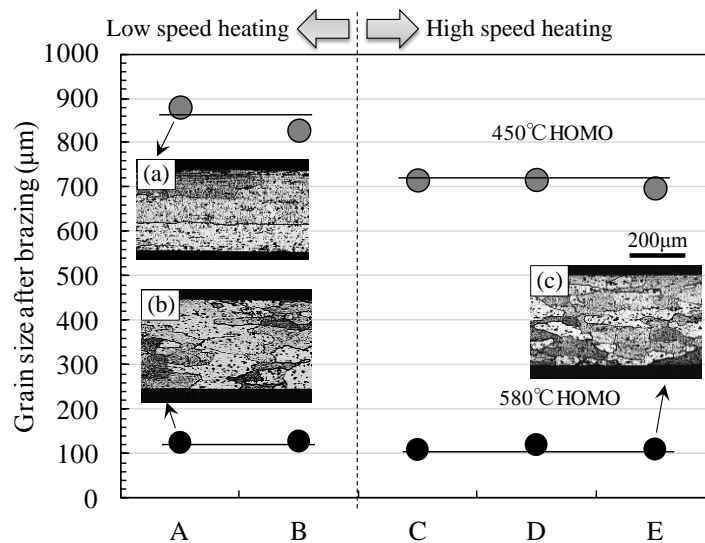 Low speed heating
High speed heating
1000
900
800
700
600
500
400
300
200
100
0
Grain size after brazing (μm)
450℃HOMO
(a)
200μm
(b)
(c)
580℃HOMO
A
B
C
D
E